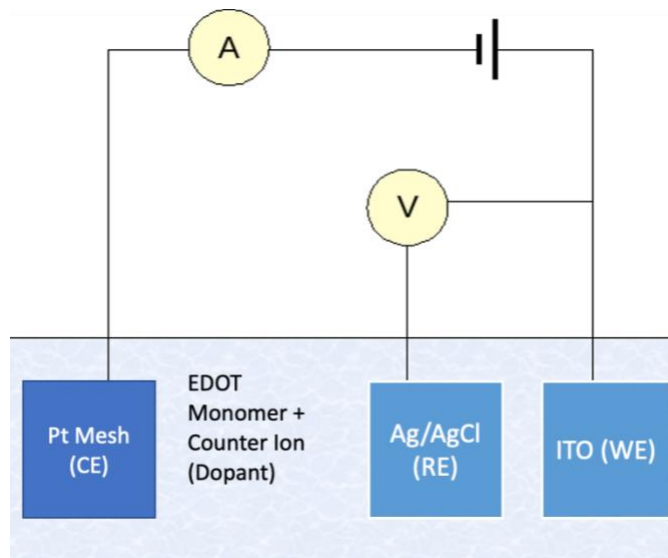 A
V
EDOT
Monomer +
Counter Ion
(Dopant)
Pt Mesh
(CE)
Ag/AgCl
(RE)
ITO (WE)